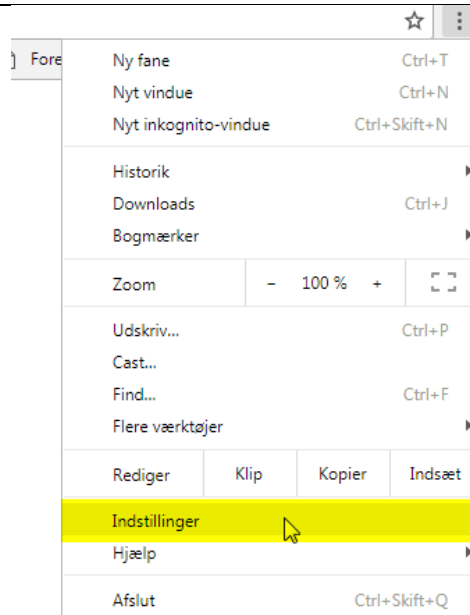 Fore
Ny fane Ctrl+T
Nyt vindue Ctrl+N
Nyt inkognito-vindue Ctrl+Skift+N
Historik
Downloads Ctrl+J
Bogmærker
Zoom - 100 % +
Udskriv... Ctrl+P
Cast...
Find... Ctrl+F
Flere værktøjer
Rediger Klip Kopier Indsæt
Indstillinger
Hjælp
Afslut Ctrl+Skift+Q